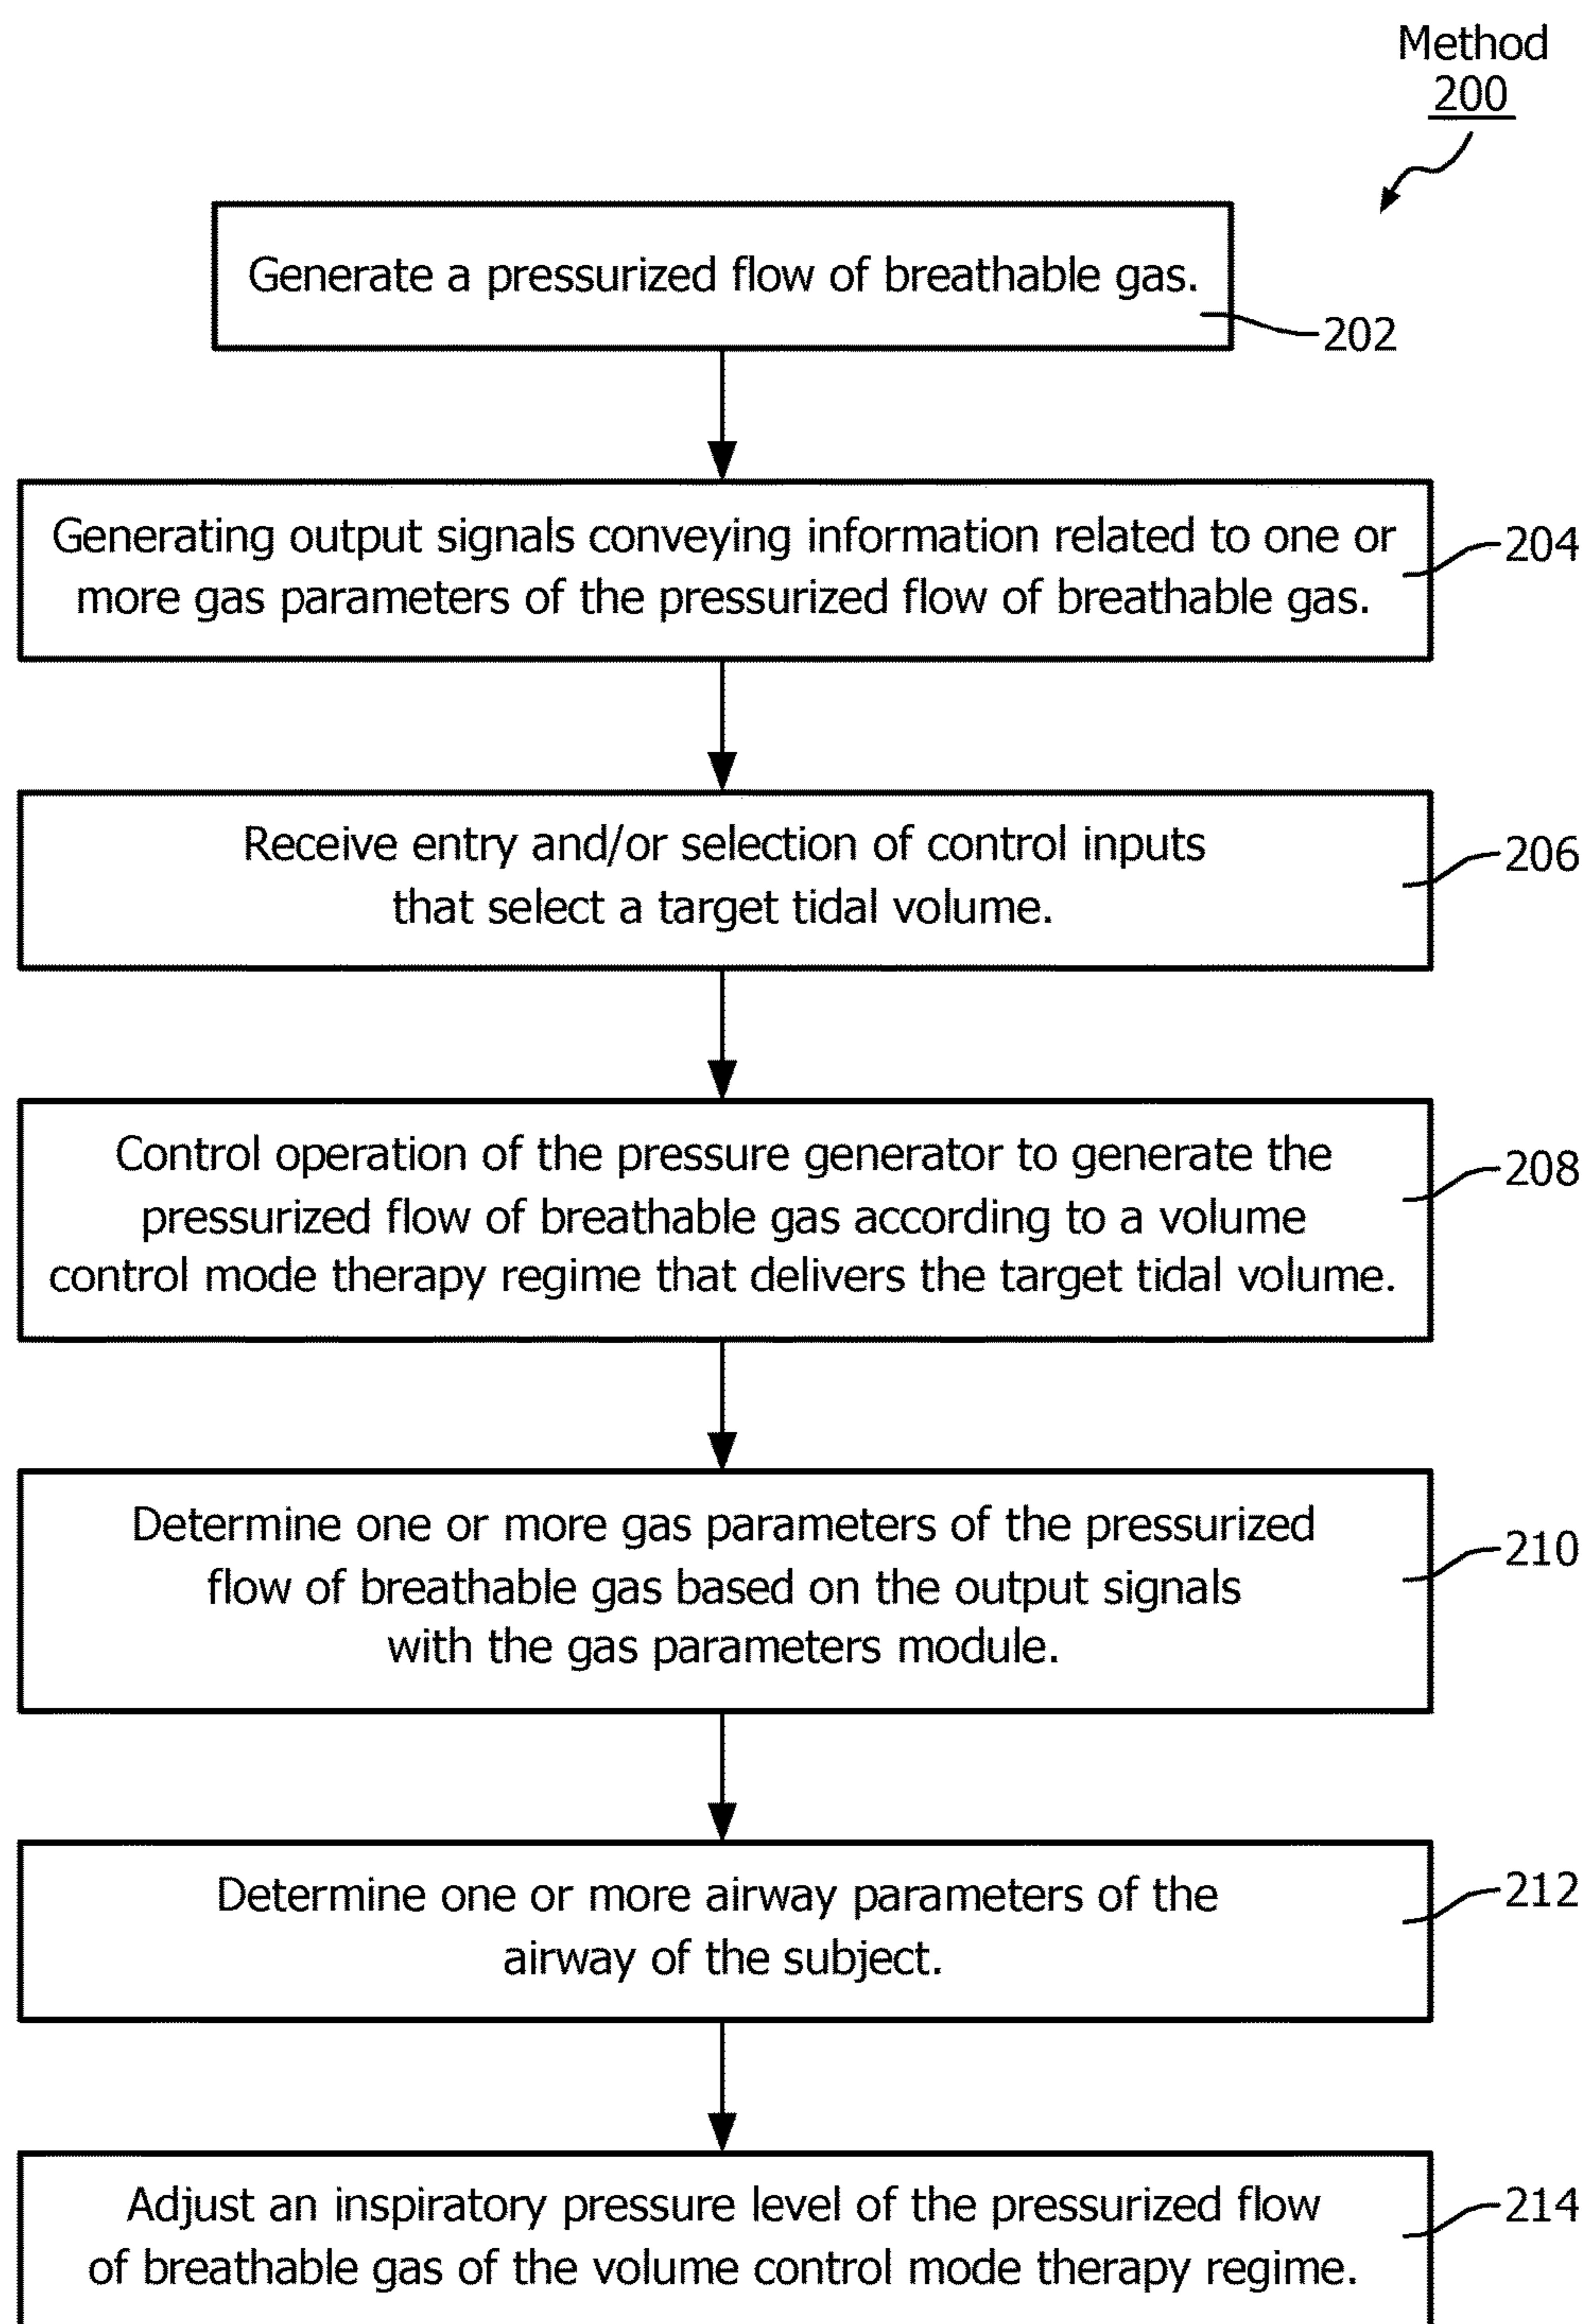 Method
200
Generate a pressurized flow of breathable gas.
202
Generating output signals conveying information related to one or
more gas parameters of the pressurized flow of breathable gas.
204
Receive entry and/or selection of control inputs
that select a target tidal volume.
206
Control operation of the pressure generator to generate the
pressurized flow of breathable gas according to a volume
control mode therapy regime that delivers the target tidal volume.
208
Determine one or more gas parameters of the pressurized
flow of breathable gas based on the output signals
with the gas parameters module.
210
Determine one or more airway parameters of the
airway of the subject.
212
Adjust an inspiratory pressure level of the pressurized flow
of breathable gas of the volume control mode therapy regime.
214